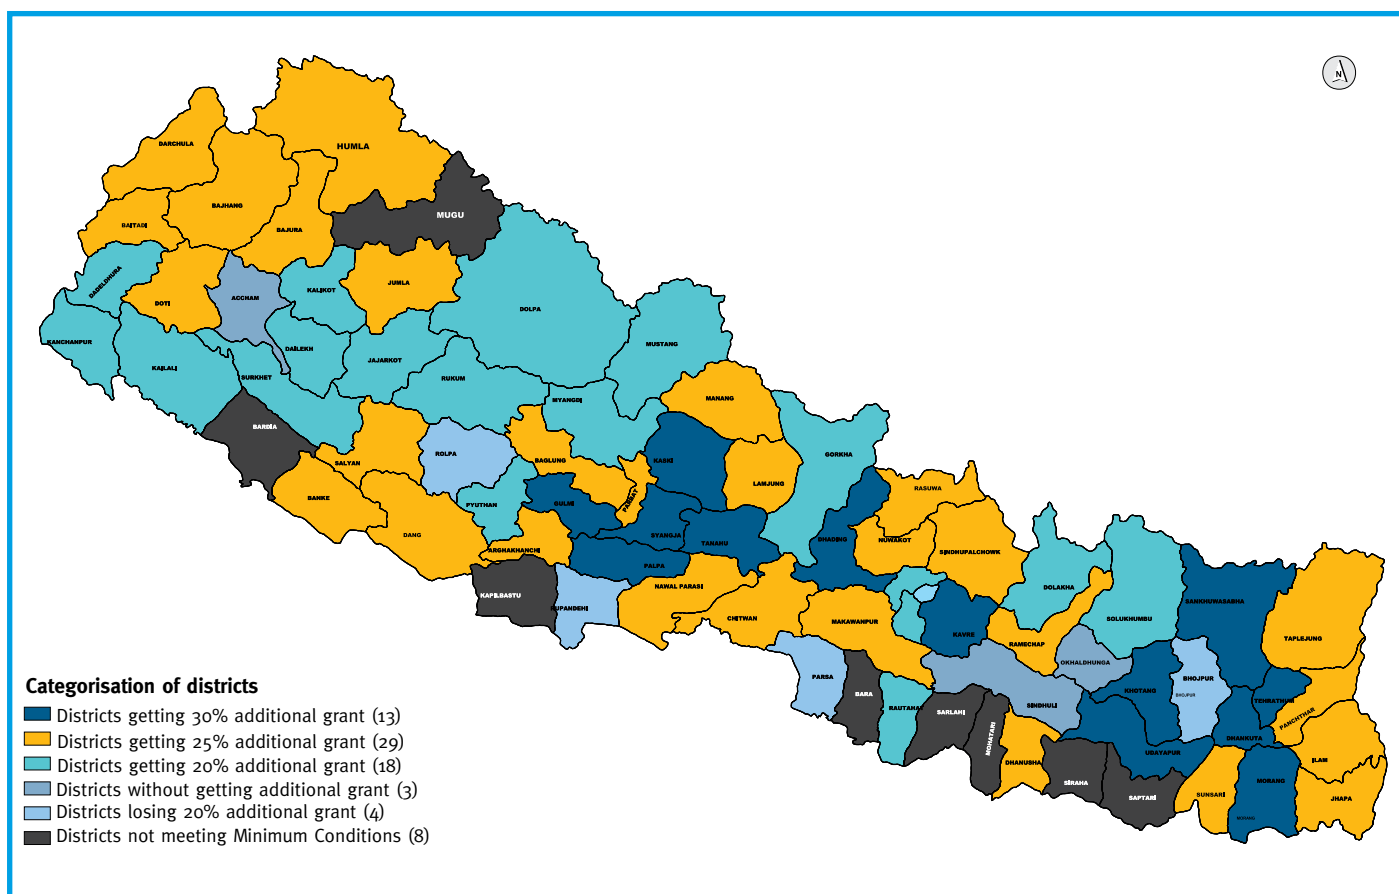 N
DARCHULA
HUMLA
BAJHANG
MUGU
BAITADI
BAJURA
DADELDHURA
DOTI
ACCHAM
KALIKOT
JUMLA
DOLPA
KANCHANPUR
KAILALI
DAILEKH
JAJARKOT
MUSTANG
SURKHET
RUKUM
MYANGDI
MANANG
BARDIA
ROLPA
SALYAN
BAGLUNG
KASKI
LAMJUNG
GORKHA
BANKE
PYUTHAN
GULMI
PARBAT
RASUWA
DANG
SYANGJA
TANAHU
DHADING
NUWAKOT
SINDHUPALCHOWK
ARGHAKHANCHI
PALPA
NAWAL PARASI
DOLAKHA
SANKHUWASABHA
KAPILBASTU
RUPANDEHI
CHITWAN
MAKAWANPUR
KAVRE
RAMECHAP
SOLUKHUMBU
TAPLEJUNG
OKHALDHUNGA
PARSA
BARA
RAUTAHAT
SINDHULI
KHOTANG
BHOJPUR
BHOJPUR
TEHRATHUM
PANCHTHAR
SARLAHI
MOHATARI
DHANUSHA
UDAYAPUR
DHANKUTA
ILAM
SIRAHA
SAPTARI
SUNSARI
MORANG
MORANG
JHAPA
Categorisation of districts
Districts getting 30% additional grant (13)
Districts getting 25% additional grant (29)
Districts getting 20% additional grant (18)
Districts without getting additional grant (3)
Districts losing 20% additional grant (4)
Districts not meeting Minimum Conditions (8)